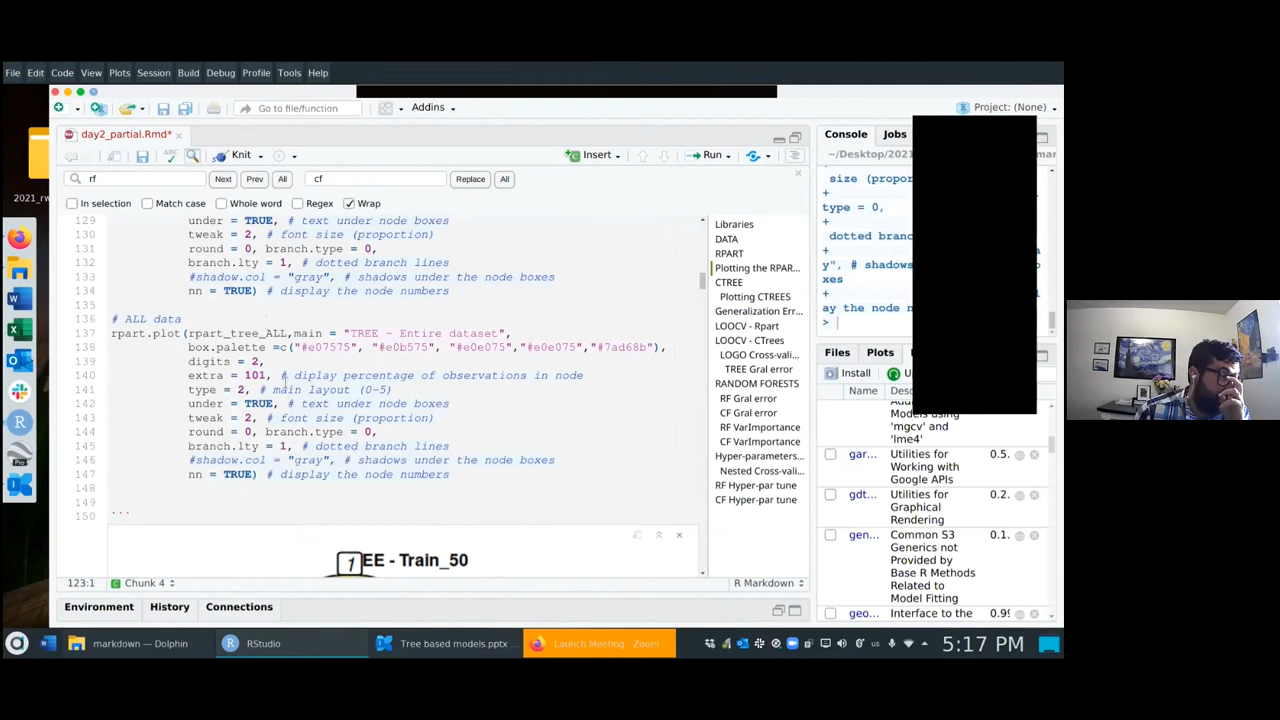 File Edit Code View Plots Session Build Debug Profile Tools Help
Go to file/function Addins Project: (None)
day2_partial.Rmd*
Knit Insert Run
rf Next Prev All cf Replace All
In selection Match case Whole word Regex Wrap
129 under = TRUE, # text under node boxes
130 tweak = 2, # font size (proportion)
131 round = 0, branch.type = 0,
132 branch.lty = 1, # dotted branch lines
133 #shadow.col = "gray", # shadows under the node boxes
134 nn = TRUE) # display the node numbers
135
136 # ALL data
137 rpart.plot(rpart_tree_ALL,main = "TREE - Entire dataset",
138 box.palette =c("#e07575", "#e0b575", "#e0e075","#e0e075","#7ad68b"),
139 digits = 2,
140 extra = 101, # diplay percentage of observations in node
141 type = 2, # main layout (0-5)
142 under = TRUE, # text under node boxes
143 tweak = 2, # font size (proportion)
144 round = 0, branch.type = 0,
145 branch.lty = 1, # dotted branch lines
146 #shadow.col = "gray", # shadows under the node boxes
147 nn = TRUE) # display the node numbers
148
149
150 ```
1 EE - Train_50
123:1 Chunk 4 R Markdown
Environment History Connections
Libraries
DATA
RPART
Plotting the RPAR...
CTREE
Plotting CTREES
Generalization Err...
LOOCV - Rpart
LOOCV - CTrees
LOGO Cross-vali...
TREE Gral error
RANDOM FORESTS
RF Gral error
CF Gral error
RF VarImportance
CF VarImportance
Hyper-parameters...
Nested Cross-vali...
RF Hyper-par tune
CF Hyper-par tune
Console Jobs
~/Desktop/2021
size (propor
+
type = 0,
+
dotted bran
+
y", # shadow
xes
+
ay the node
>
Files Plots
Install
Name Desc
Models using
'mgcv' and
'lme4'
gar... Utilities for Working with Google APIs 0.5.
gdt... Utilities for Graphical Rendering 0.2.
gen... Common S3 Generics not Provided by Base R Methods Related to Model Fitting 0.1.
geo... Interface to the 0.99
2021_rw
markdown — Dolphin RStudio Tree based models.pptx ... Launch Meeting - Zoom us 5:17 PM